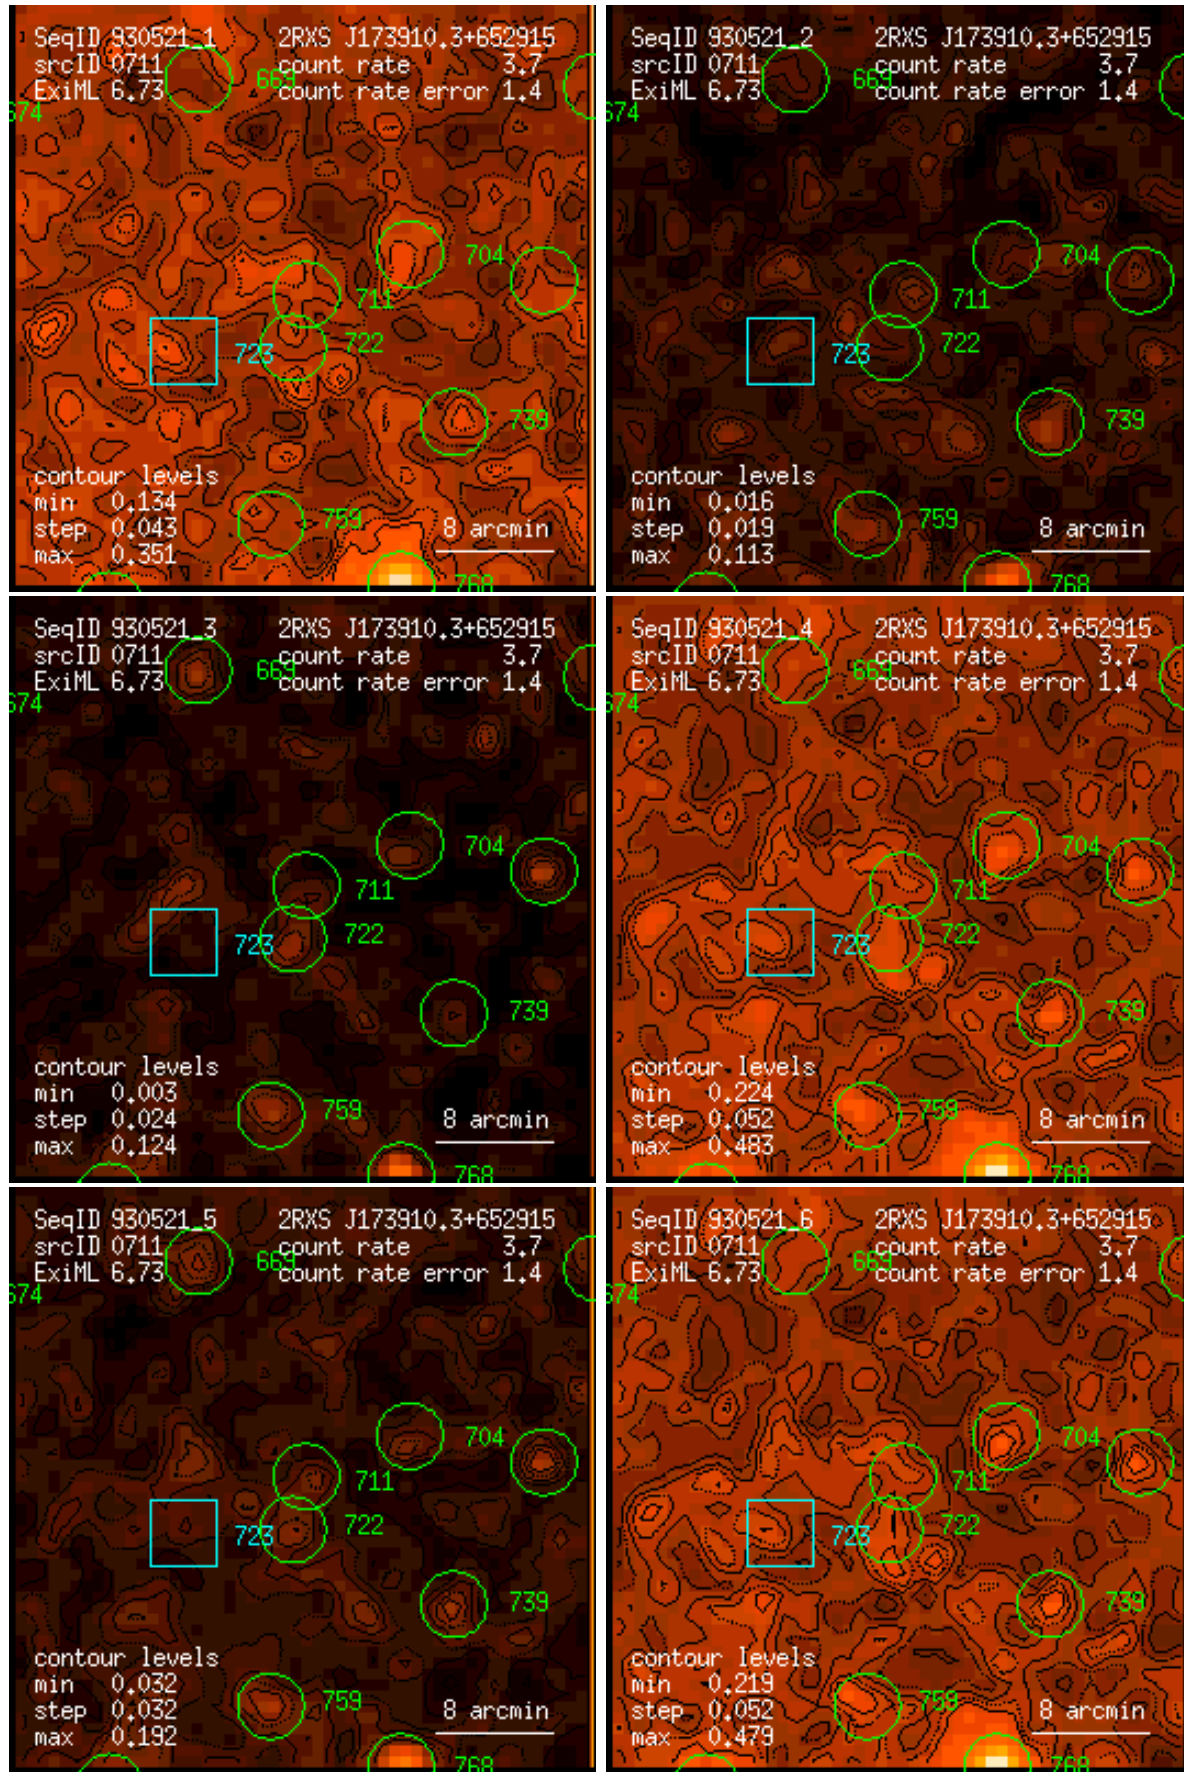 SeqID 930521_1 2RXS J173910.3+652915
srcID 0711 count rate 3.7
ExiML 6.73 669 count rate error 1.4
674
704
711
723 722
739
contour levels
min 0.134 759
step 0.043 8 arcmin
max 0.351 768
SeqID 930521_2 2RXS J173910.3+652915
srcID 0711 count rate 3.7
ExiML 6.73 669 count rate error 1.4
674
704
711
723 722
739
contour levels
min 0.016 759
step 0.019 8 arcmin
max 0.113 768
SeqID 930521_3 2RXS J173910.3+652915
srcID 0711 count rate 3.7
ExiML 6.73 669 count rate error 1.4
674
704
711
723 722
739
contour levels
min 0.003 759
step 0.024 8 arcmin
max 0.124 768
SeqID 930521_4 2RXS J173910.3+652915
srcID 0711 count rate 3.7
ExiML 6.73 669 count rate error 1.4
674
704
711
723 722
739
contour levels
min 0.224 759
step 0.052 8 arcmin
max 0.483 768
SeqID 930521_5 2RXS J173910.3+652915
srcID 0711 count rate 3.7
ExiML 6.73 669 count rate error 1.4
674
704
711
723 722
739
contour levels
min 0.032 759
step 0.032 8 arcmin
max 0.192 768
SeqID 930521_6 2RXS J173910.3+652915
srcID 0711 count rate 3.7
ExiML 6.73 669 count rate error 1.4
674
704
711
723 722
739
contour levels
min 0.219 759
step 0.052 8 arcmin
max 0.479 768